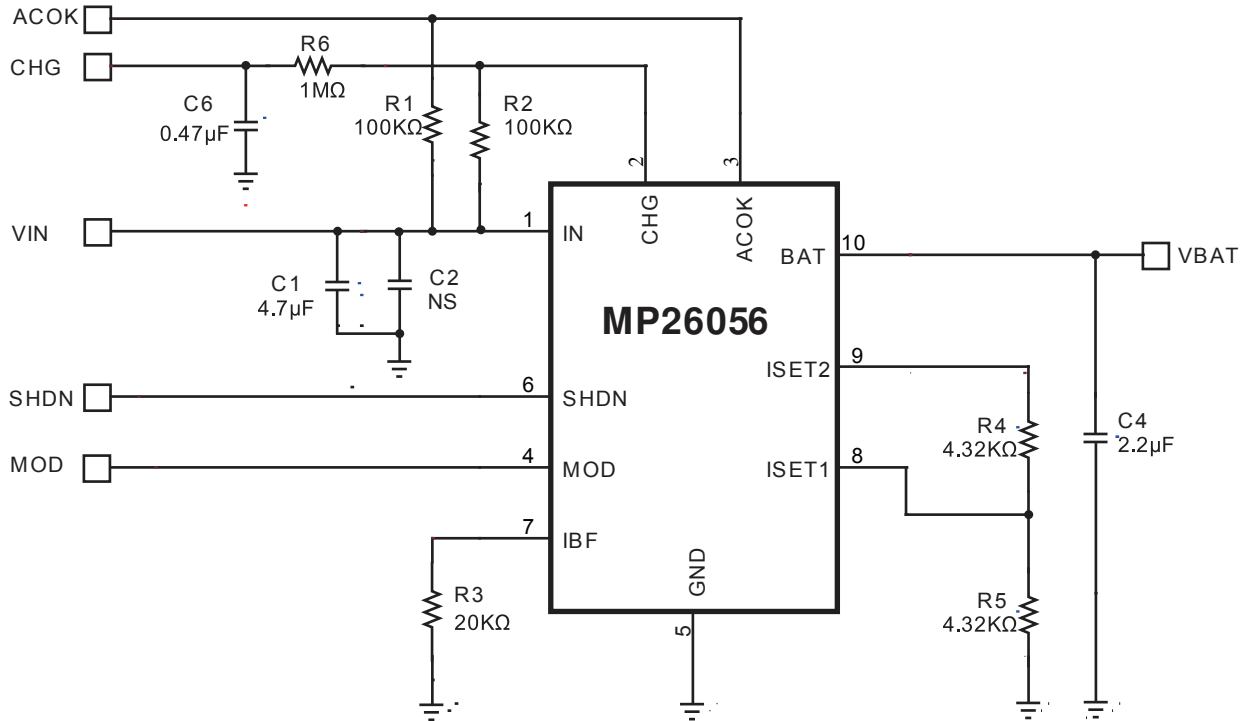 ACOK
CHG
R6
1MΩ
C6
0.47µF
R1
100KΩ
R2
100KΩ
2
3
VIN
1
IN
CHG
ACOK
BAT
10
VBAT
C1
4.7µF
C2
NS
MP26056
ISET2
9
SHDN
6
SHDN
R4
4.32KΩ
C4
2.2µF
MOD
4
MOD
ISET1
8
7
IBF
R3
20KΩ
GND
5
R5
4.32KΩ